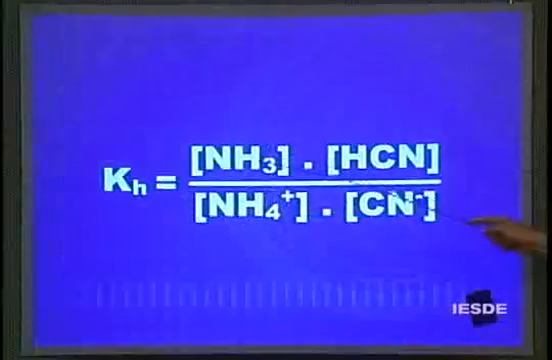 [NH₃] . [HCN]
Kₕ =
[NH₄⁺] . [CN⁻]
IESDE